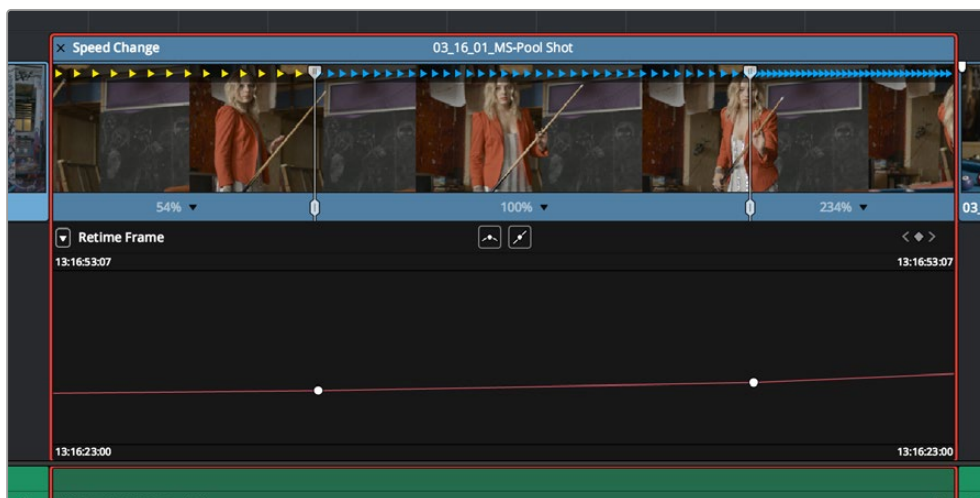 × Speed Change 03_16_01_MS-Pool Shot
54% 100% 234% 03_
Retime Frame
13:16:53:07 13:16:53:07
13:16:23:00 13:16:23:00